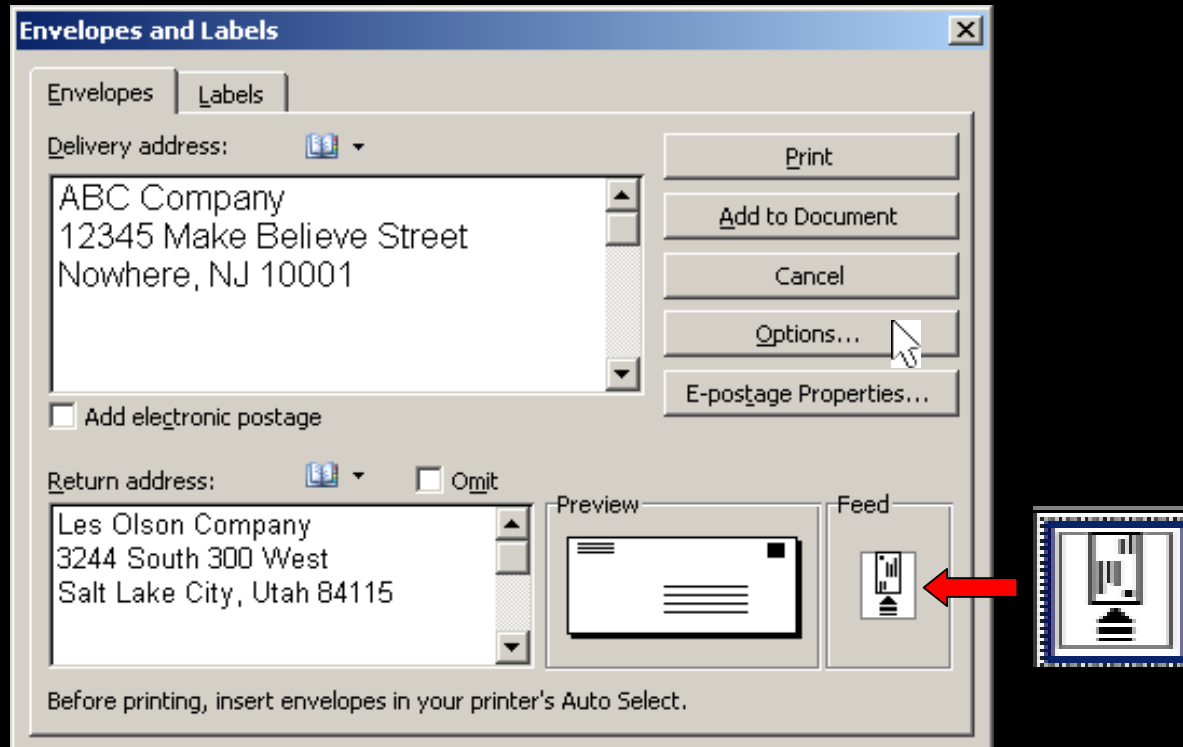 Envelopes and Labels
Envelopes
Labels
Delivery address:
ABC Company
12345 Make Believe Street
Nowhere, NJ 10001
Print
Add to Document
Cancel
Options...
E-postage Properties...
Add electronic postage
Return address:
Omit
Les Olson Company
3244 South 300 West
Salt Lake City, Utah 84115
Preview
Feed
Before printing, insert envelopes in your printer's Auto Select.